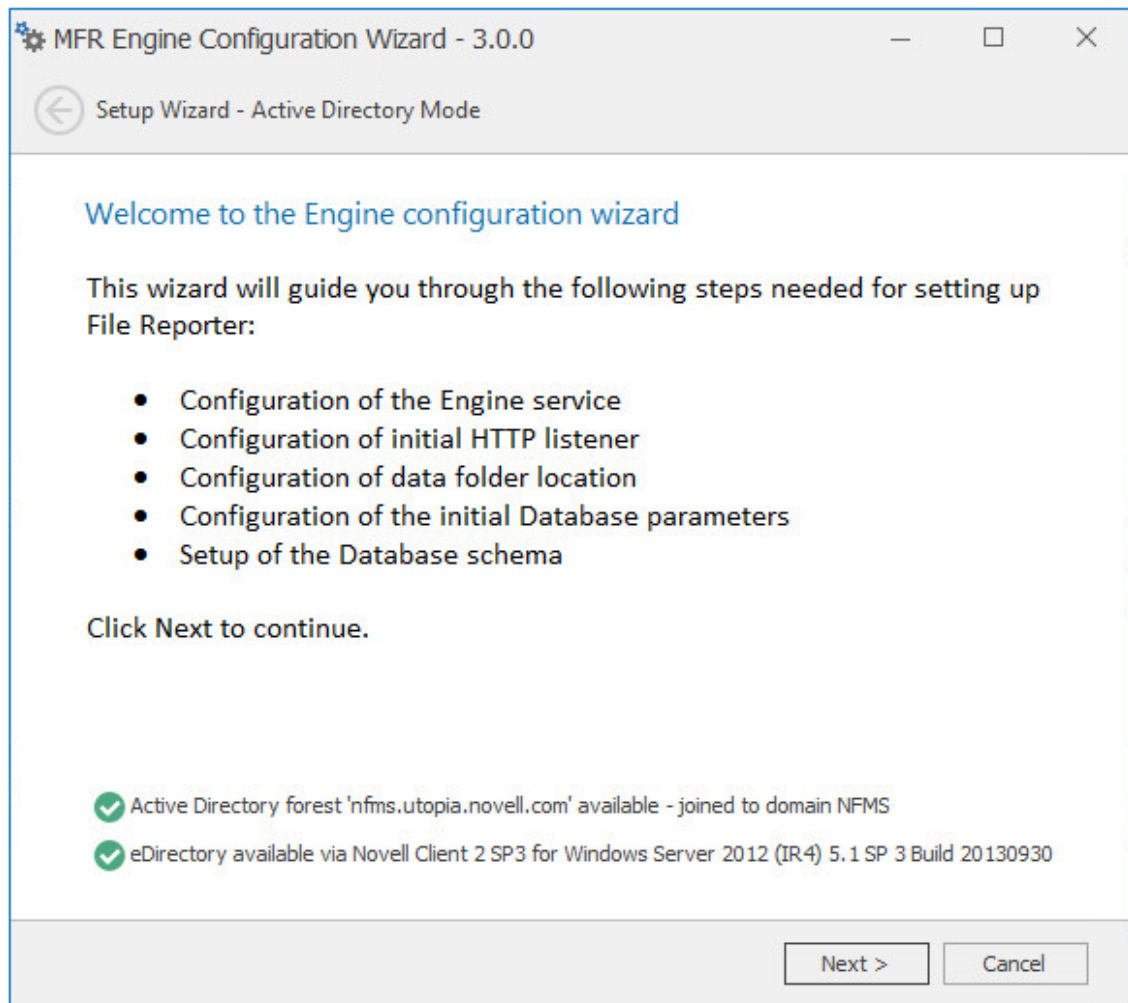 MFR Engine Configuration Wizard - 3.0.0
Setup Wizard - Active Directory Mode
Welcome to the Engine configuration wizard
This wizard will guide you through the following steps needed for setting up
File Reporter:
• Configuration of the Engine service
• Configuration of initial HTTP listener
• Configuration of data folder location
• Configuration of the initial Database parameters
• Setup of the Database schema
Click Next to continue.
Active Directory forest 'nfms.utopia.novell.com' available - joined to domain NFMS
eDirectory available via Novell Client 2 SP3 for Windows Server 2012 (IR4) 5.1 SP 3 Build 20130930
Next > Cancel